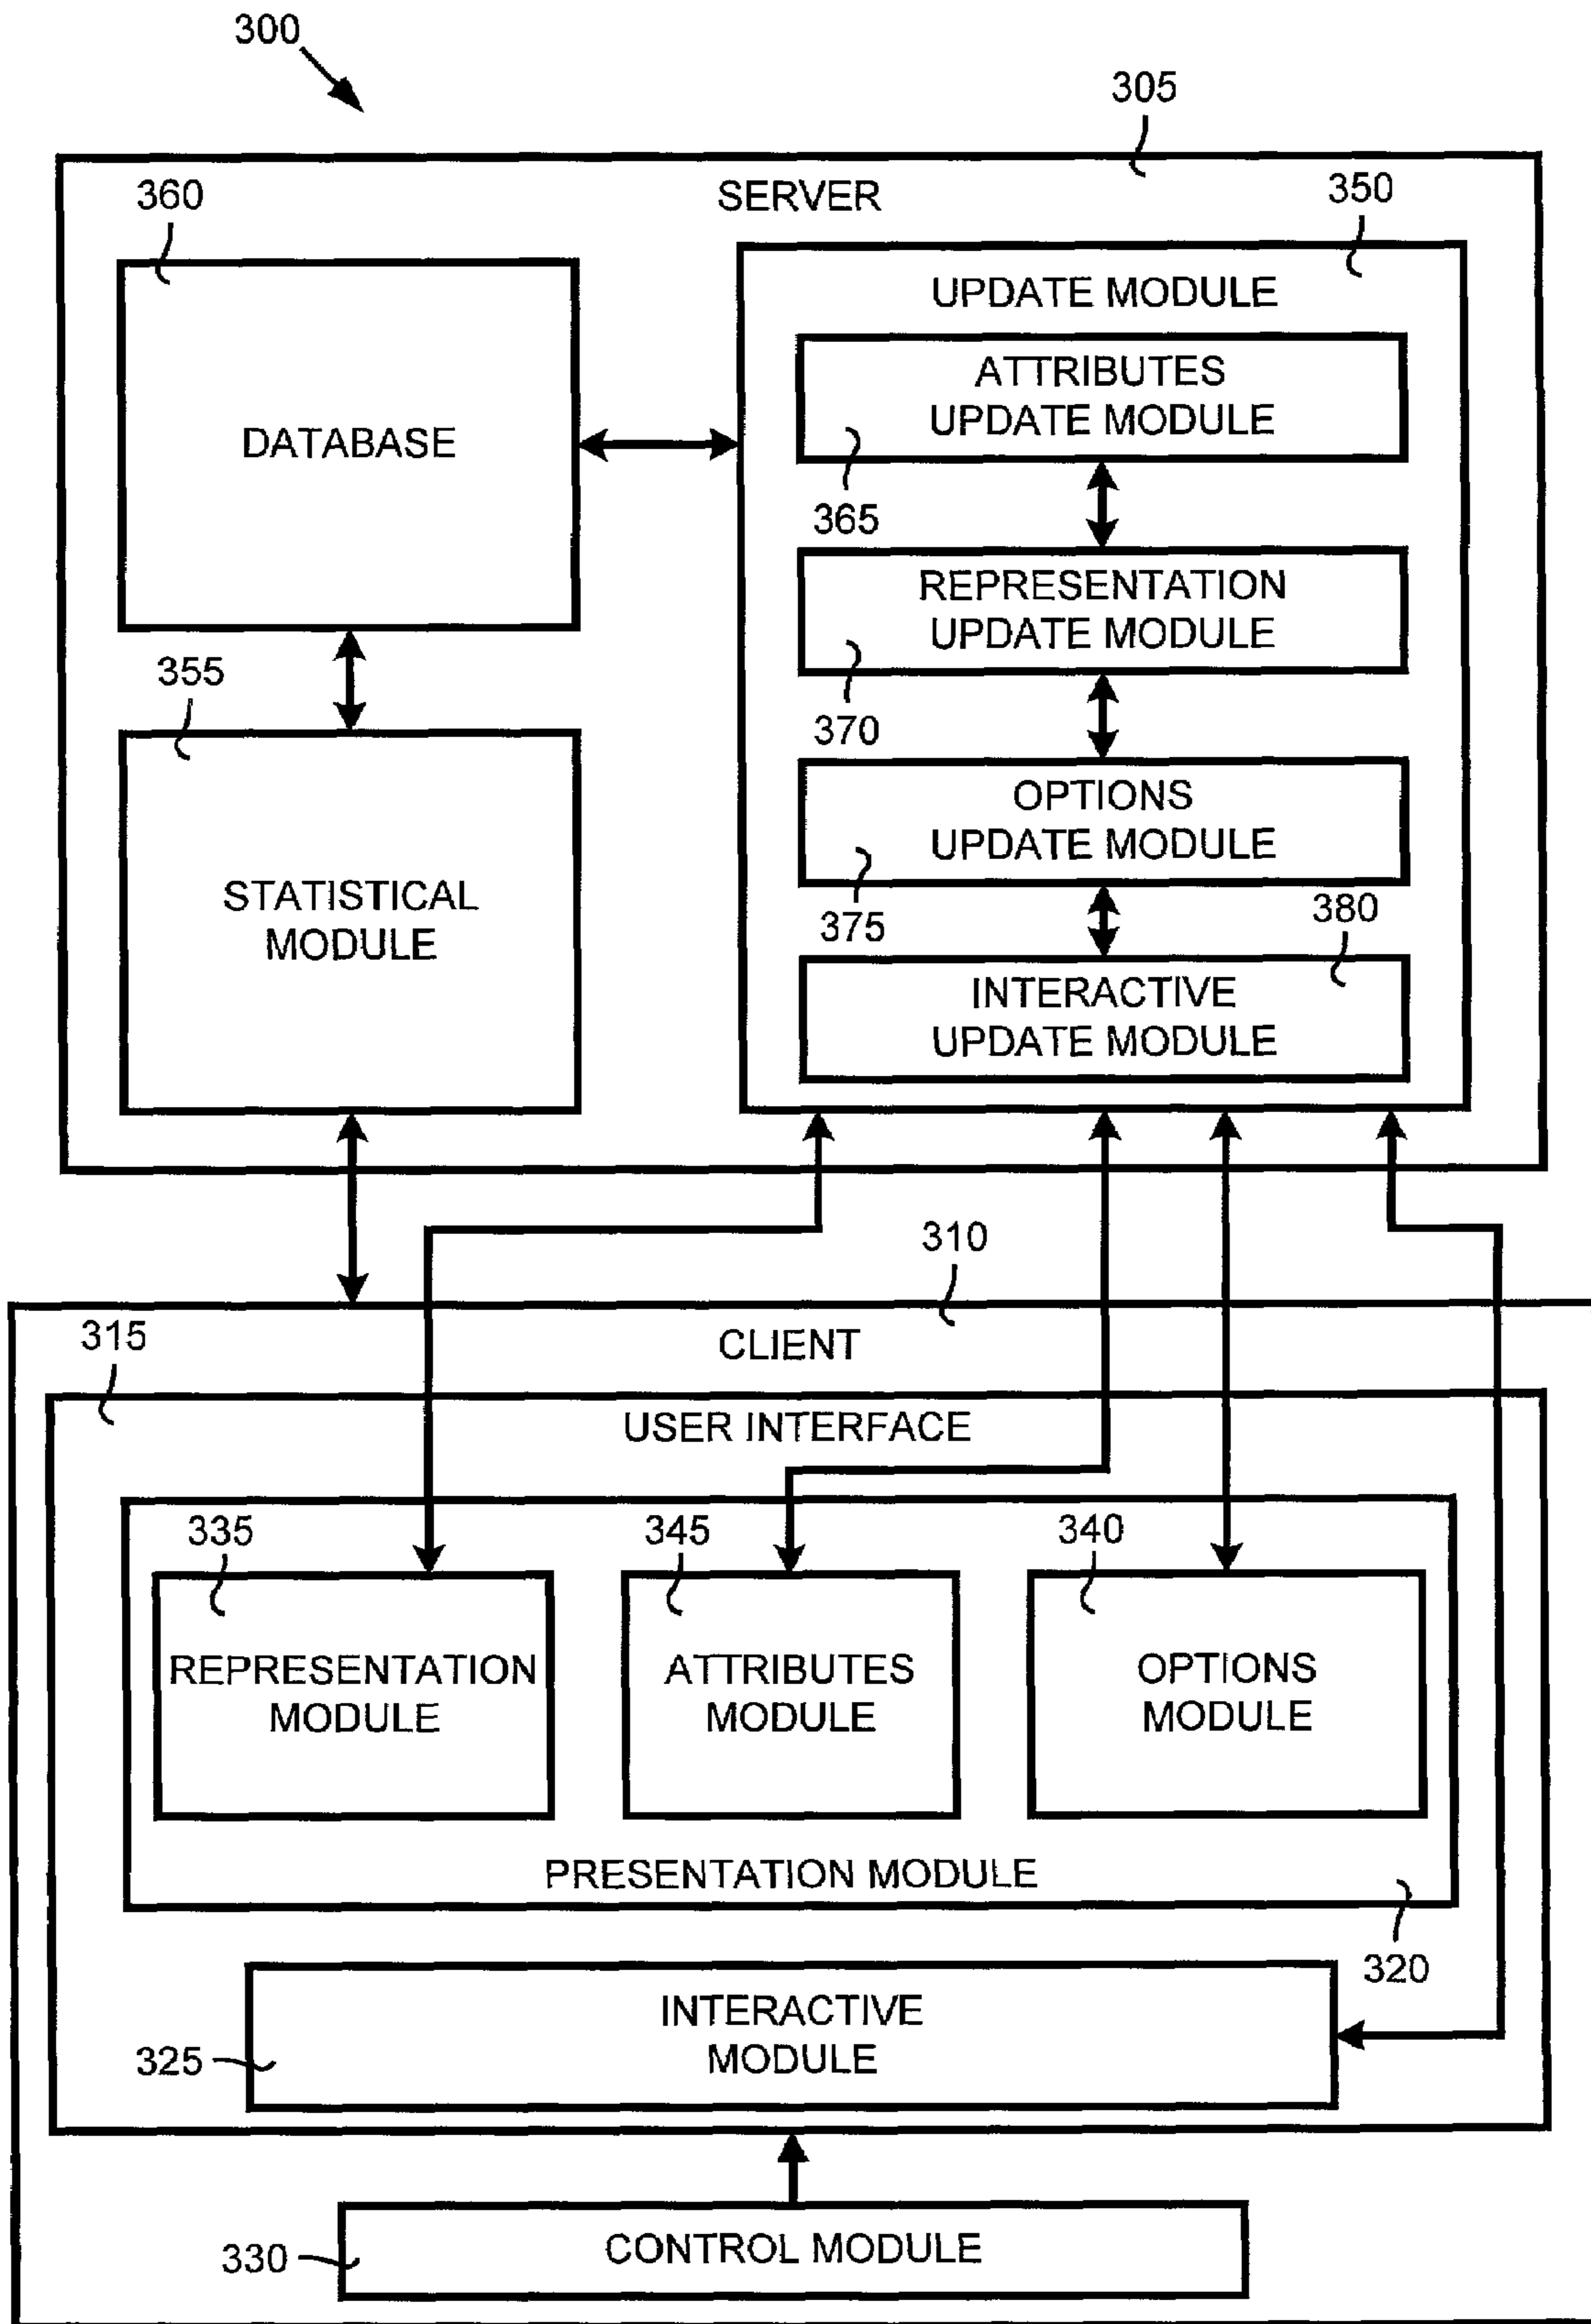 300
305
SERVER
360
350
UPDATE MODULE
ATTRIBUTES
UPDATE MODULE
DATABASE
365
REPRESENTATION
UPDATE MODULE
355
370
OPTIONS
UPDATE MODULE
STATISTICAL
MODULE
375
380
INTERACTIVE
UPDATE MODULE
310
315
CLIENT
USER INTERFACE
335
345
340
REPRESENTATION
MODULE
ATTRIBUTES
MODULE
OPTIONS
MODULE
PRESENTATION MODULE
320
INTERACTIVE
MODULE
325
CONTROL MODULE
330